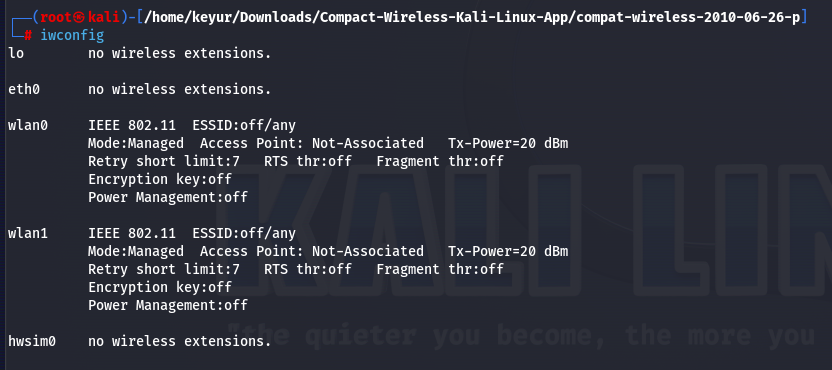 ┌──(root㉿kali)-[/home/keyur/Downloads/Compact-Wireless-Kali-Linux-App/compat-wireless-2010-06-26-p]
└─# iwconfig
lo        no wireless extensions.

eth0      no wireless extensions.

wlan0     IEEE 802.11  ESSID:off/any
          Mode:Managed  Access Point: Not-Associated   Tx-Power=20 dBm
          Retry short limit:7   RTS thr:off   Fragment thr:off
          Encryption key:off
          Power Management:off

wlan1     IEEE 802.11  ESSID:off/any
          Mode:Managed  Access Point: Not-Associated   Tx-Power=20 dBm
          Retry short limit:7   RTS thr:off   Fragment thr:off
          Encryption key:off
          Power Management:off

hwsim0    no wireless extensions.
KALI LIN
"the quieter you become, the more you